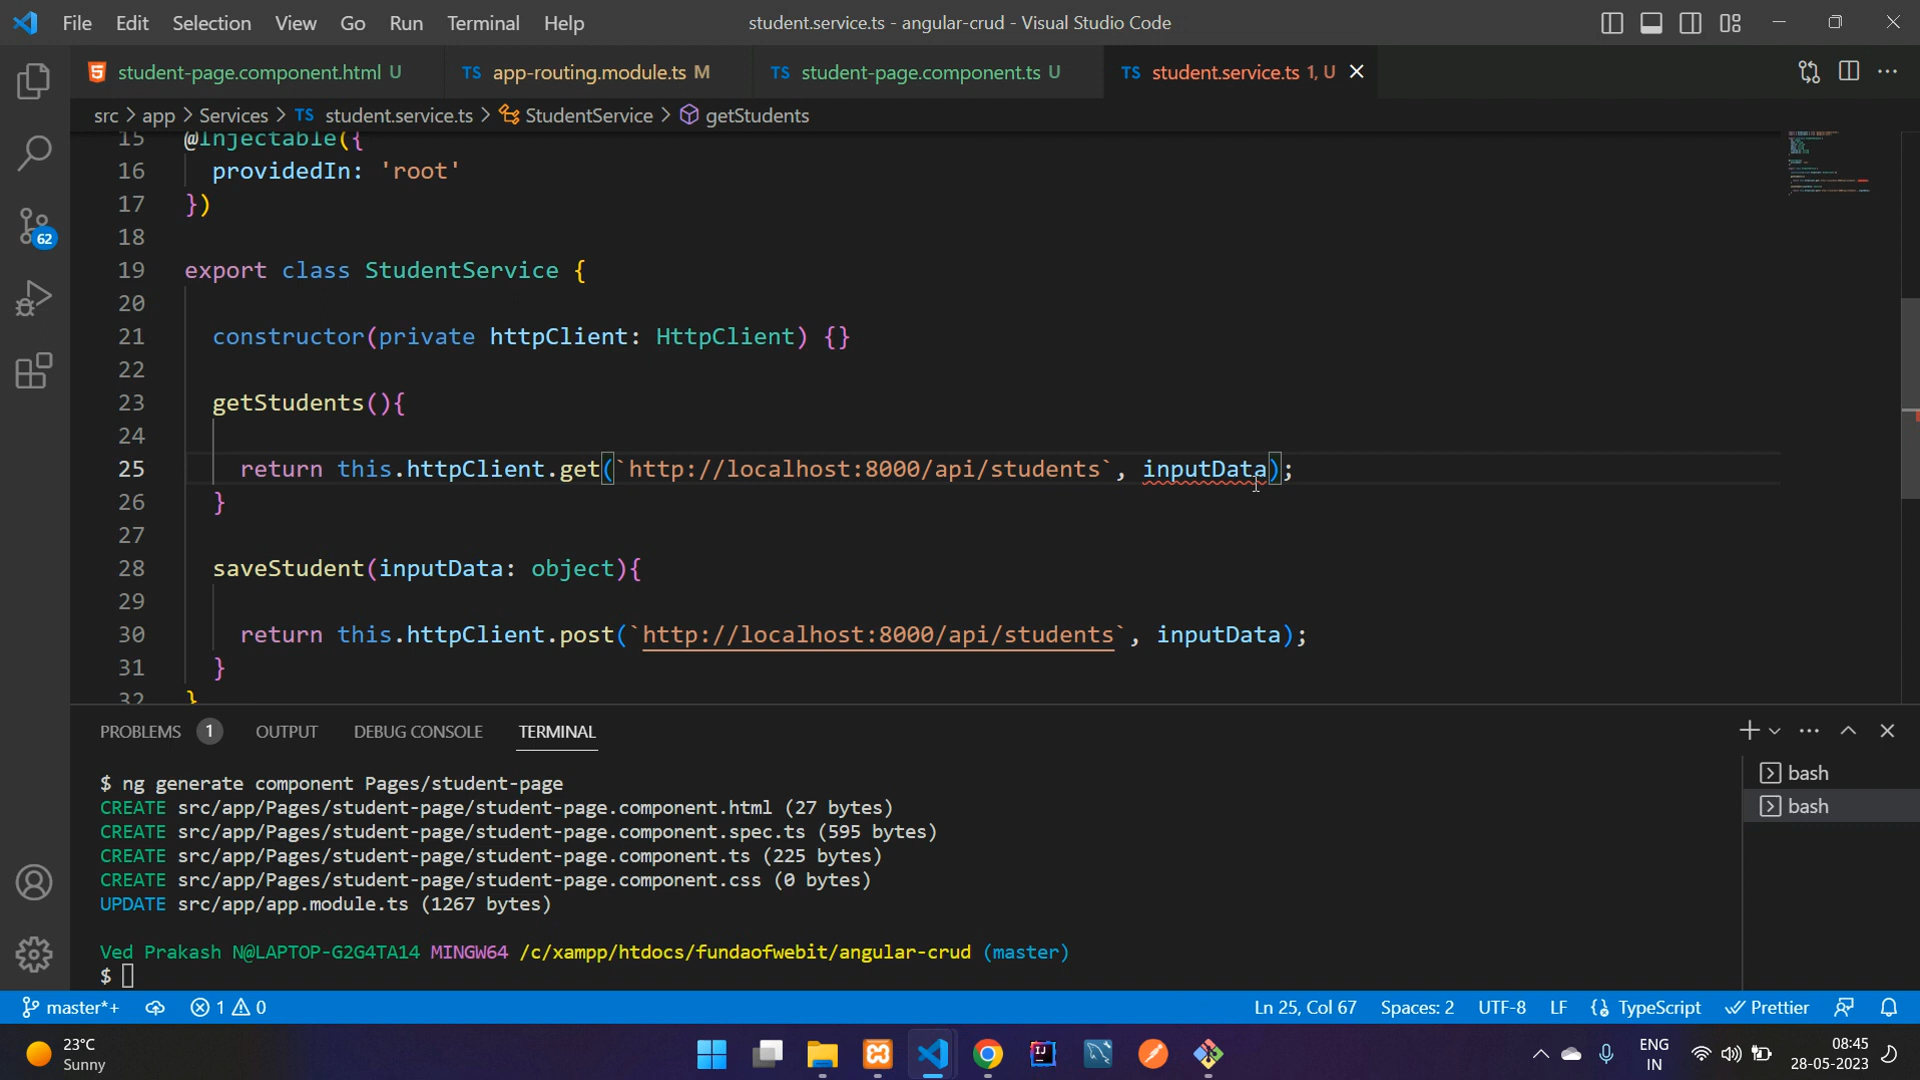 File Edit Selection View Go Run Terminal Help student.service.ts - angular-crud - Visual Studio Code
student-page.component.html U TS app-routing.module.ts M TS student-page.component.ts U TS student.service.ts 1, U
src > app > Services > TS student.service.ts > StudentService > getStudents
15 @Injectable({
16 providedIn: 'root'
17 })
18
19 export class StudentService {
20
21 constructor(private httpClient: HttpClient) {}
22
23 getStudents(){
24
25 return this.httpClient.get(`http://localhost:8000/api/students`, inputData);
26 }
27
28 saveStudent(inputData: object){
29
30 return this.httpClient.post(`http://localhost:8000/api/students`, inputData);
31 }
32 }
62
PROBLEMS 1 OUTPUT DEBUG CONSOLE TERMINAL
$ ng generate component Pages/student-page
CREATE src/app/Pages/student-page/student-page.component.html (27 bytes)
CREATE src/app/Pages/student-page/student-page.component.spec.ts (595 bytes)
CREATE src/app/Pages/student-page/student-page.component.ts (225 bytes)
CREATE src/app/Pages/student-page/student-page.component.css (0 bytes)
UPDATE src/app/app.module.ts (1267 bytes)
Ved Prakash N@LAPTOP-G2G4TA14 MINGW64 /c/xampp/htdocs/fundaofwebit/angular-crud (master)
$
bash
bash
master*+ 1 0 Ln 25, Col 67 Spaces: 2 UTF-8 LF {} TypeScript Prettier
23°C
Sunny
ENG
IN
08:45
28-05-2023